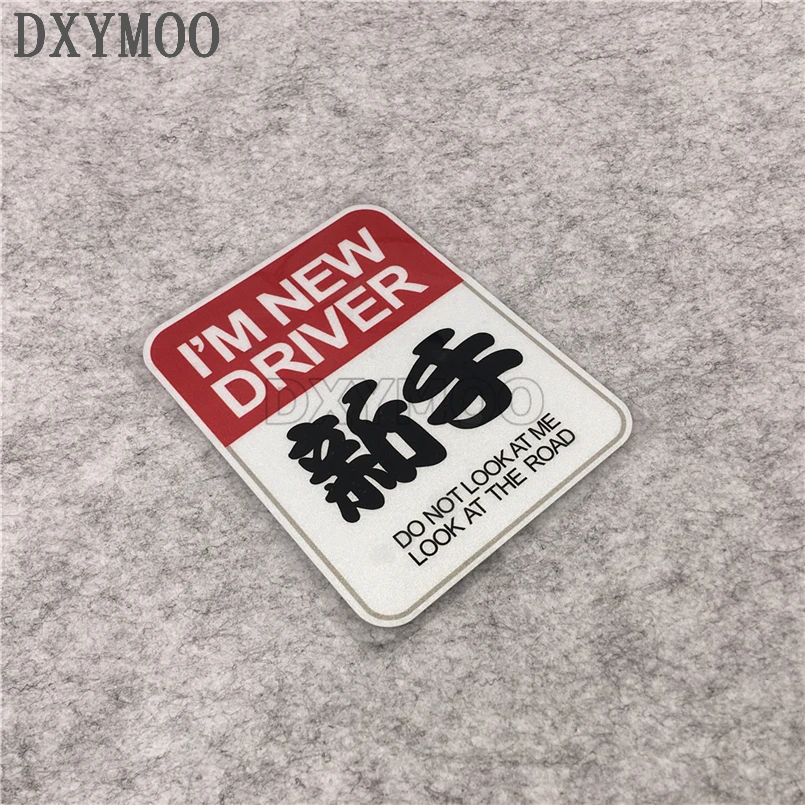 DXYMOO
I'M NEW
DRIVER
新手
DXYMOO
DO NOT LOOK AT ME
LOOK AT THE ROAD